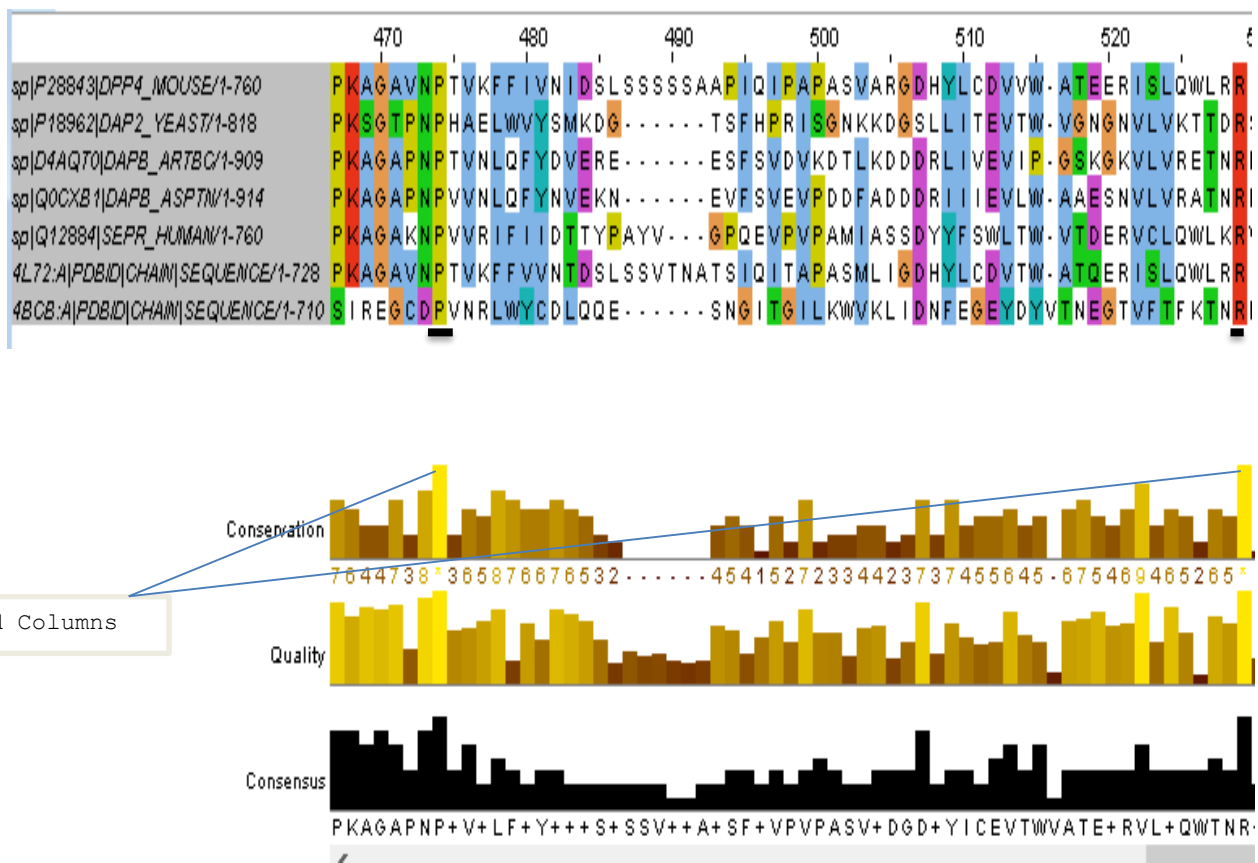 470 480 490 500 510 520
sp|P28843|DPP4_MOUSE/1-760 PKAGAVNPTVKFFIVNIDSLSSSSSAAPIQIPAPASVARGDHYLCDVVW-ATEERISLQWLRR
sp|P18962|DAP2_YEAST/1-818 PKSGTPNPHAELWVYSMKDG------TSFHPRISGNKKDGSLLITEVTW-VGNGNVLVKTTDR
sp|D4AQT0|DAPB_ARTBC/1-909 PKAGAPNPTVNLQFYDVERE------ESFSVDVKDTLKDDDRLIVEVIP-GSKGKVLVRETNR
sp|Q0CXB1|DAPB_ASPTN/1-914 PKAGAPNPVVNLQFYNVEKN------EVFSVEVPDDFADDDRIIIEVLW-AAESNVLVRATNR
sp|Q12884|SEPR_HUMAN/1-760 PKAGAKNPVVRIFIIDTTYPAYV---GPQEVPVPAMIASSDYYFSWLTW-VTDERVCLQWLKR
4L72:A|PDBID|CHAIN|SEQUENCE/1-728 PKAGAVNPTVKFFVVNTDSLSSVTNATSIQITAPASMLIGDHYLCDVTW-ATQERISLQWLRR
4BCB:A|PDBID|CHAIN|SEQUENCE/1-710 SIREGCDPVNRLWYCDLQQE------SNGITGILKWVKLIDNFEGEYDYVTNEGTVFTFKTNR
Conservation
7644738*365876676532------4541527233442373745564 5-675469465265*
Columns
Quality
Consensus
PKAGAPNP+V+LF+Y+++S+SSV++A+SF+VPVPASV+DGD+YICEVTWVATE+RVL+QWTNR